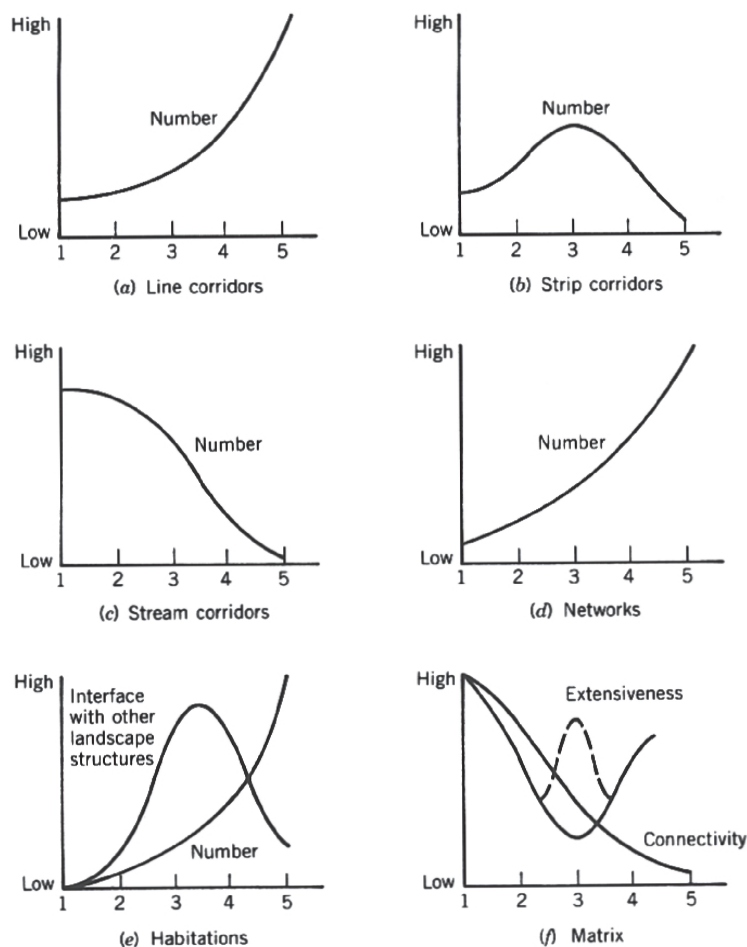 High
Number
Low
1 2 3 4 5
(a) Line corridors
High
Number
Low
1 2 3 4 5
(b) Strip corridors
High
Number
Low
1 2 3 4 5
(c) Stream corridors
High
Number
Low
1 2 3 4 5
(d) Networks
High
Interface
with other
landscape
structures
Number
Low
1 2 3 4 5
(e) Habitations
High
Extensiveness
Connectivity
Low
1 2 3 4 5
(f) Matrix